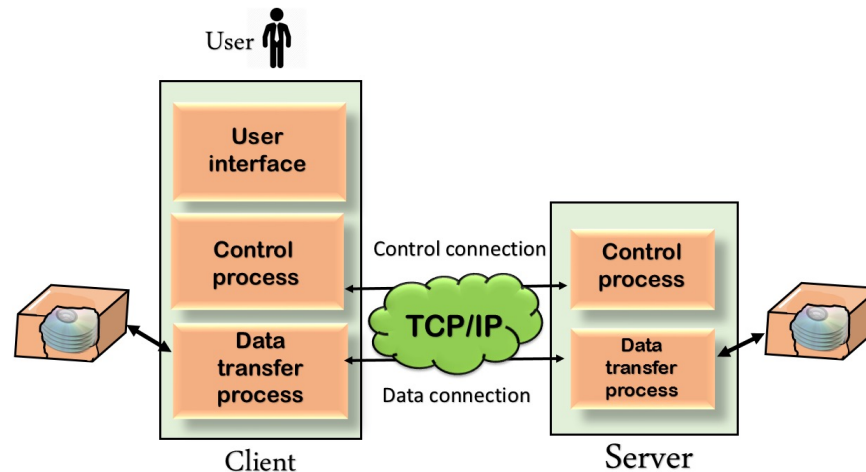 User
User
interface
Control
process
Data
transfer
process
Client
Control connection
TCP/IP
Data connection
Control
process
Data
transfer
process
Server